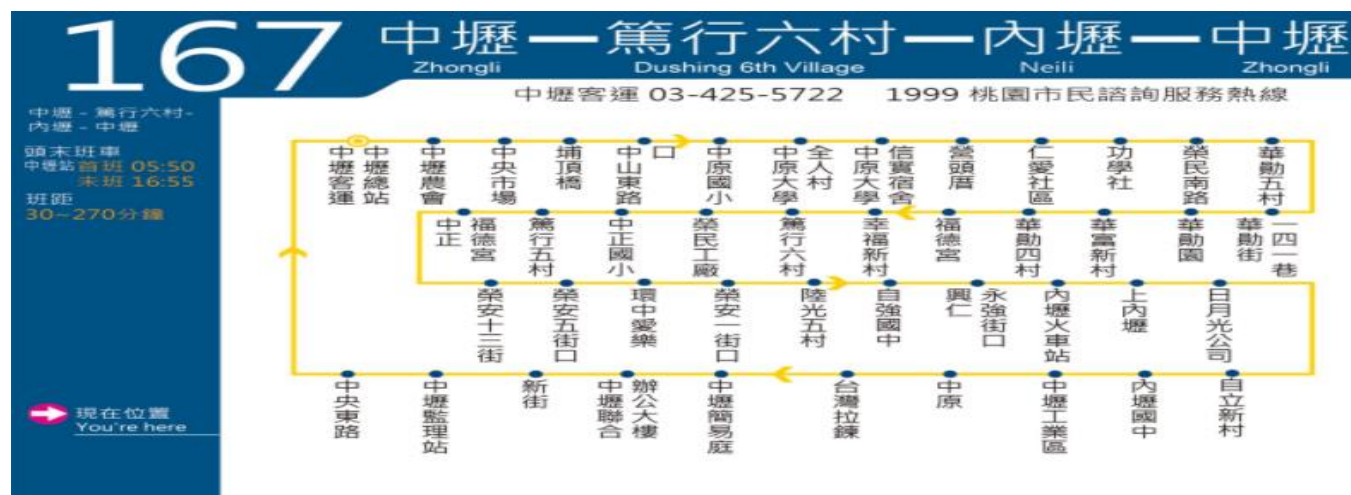 167
中壢－篤行六村－內壢－中壢
Zhongli Dushing 6th Village Neili Zhongli
中壢客運 03-425-5722 1999 桃園市民諮詢服務熱線
中壢 - 篤行六村-
內壢 - 中壢
頭末班車
中壢站 首班 05:50
末班 16:55
班距
30~270分鐘
中壢客運中壢總站
中壢農會
中央市場
埔頂橋
中山東路口
中原國小
中原大學全人村
中原大學信實宿舍
營頭厝
仁愛社區
功學社
榮民南路
華勛五村
華勛街一四一巷
華勛園
華富新村
華勛四村
福德宮
幸福新村
篤行六村
榮民工廠
中正國小
篤行五村
中正福德宮
榮安十三街
榮安五街口
環中愛樂
榮安一街口
陸光五村
自強國中
興仁永強街口
內壢火車站
上內壢
日月光公司
自立新村
內壢國中
中壢工業區
中原
台灣拉鍊
中壢簡易庭
中壢聯合辦公大樓
新街
中壢監理站
中央東路
現在位置
You're here